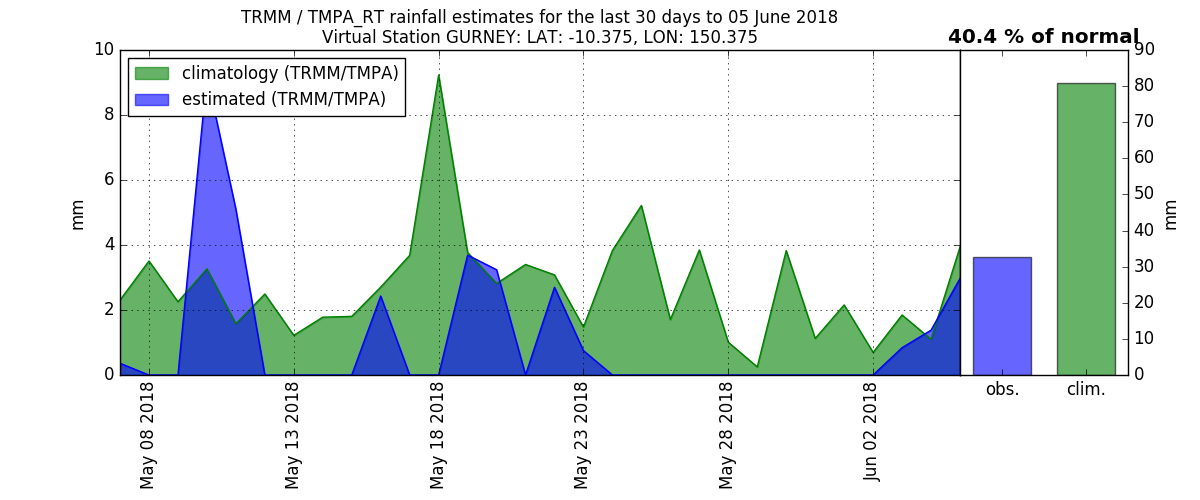 TRMM / TMPA_RT rainfall estimates for the last 30 days to 05 June 2018
Virtual Station GURNEY: LAT: -10.375, LON: 150.375
40.4 % of normal
climatology (TRMM/TMPA)
estimated (TRMM/TMPA)
10
8
6
4
2
0
mm
May 08 2018
May 13 2018
May 18 2018
May 23 2018
May 28 2018
Jun 02 2018
90
80
70
60
50
40
30
20
10
0
mm
obs.
clim.